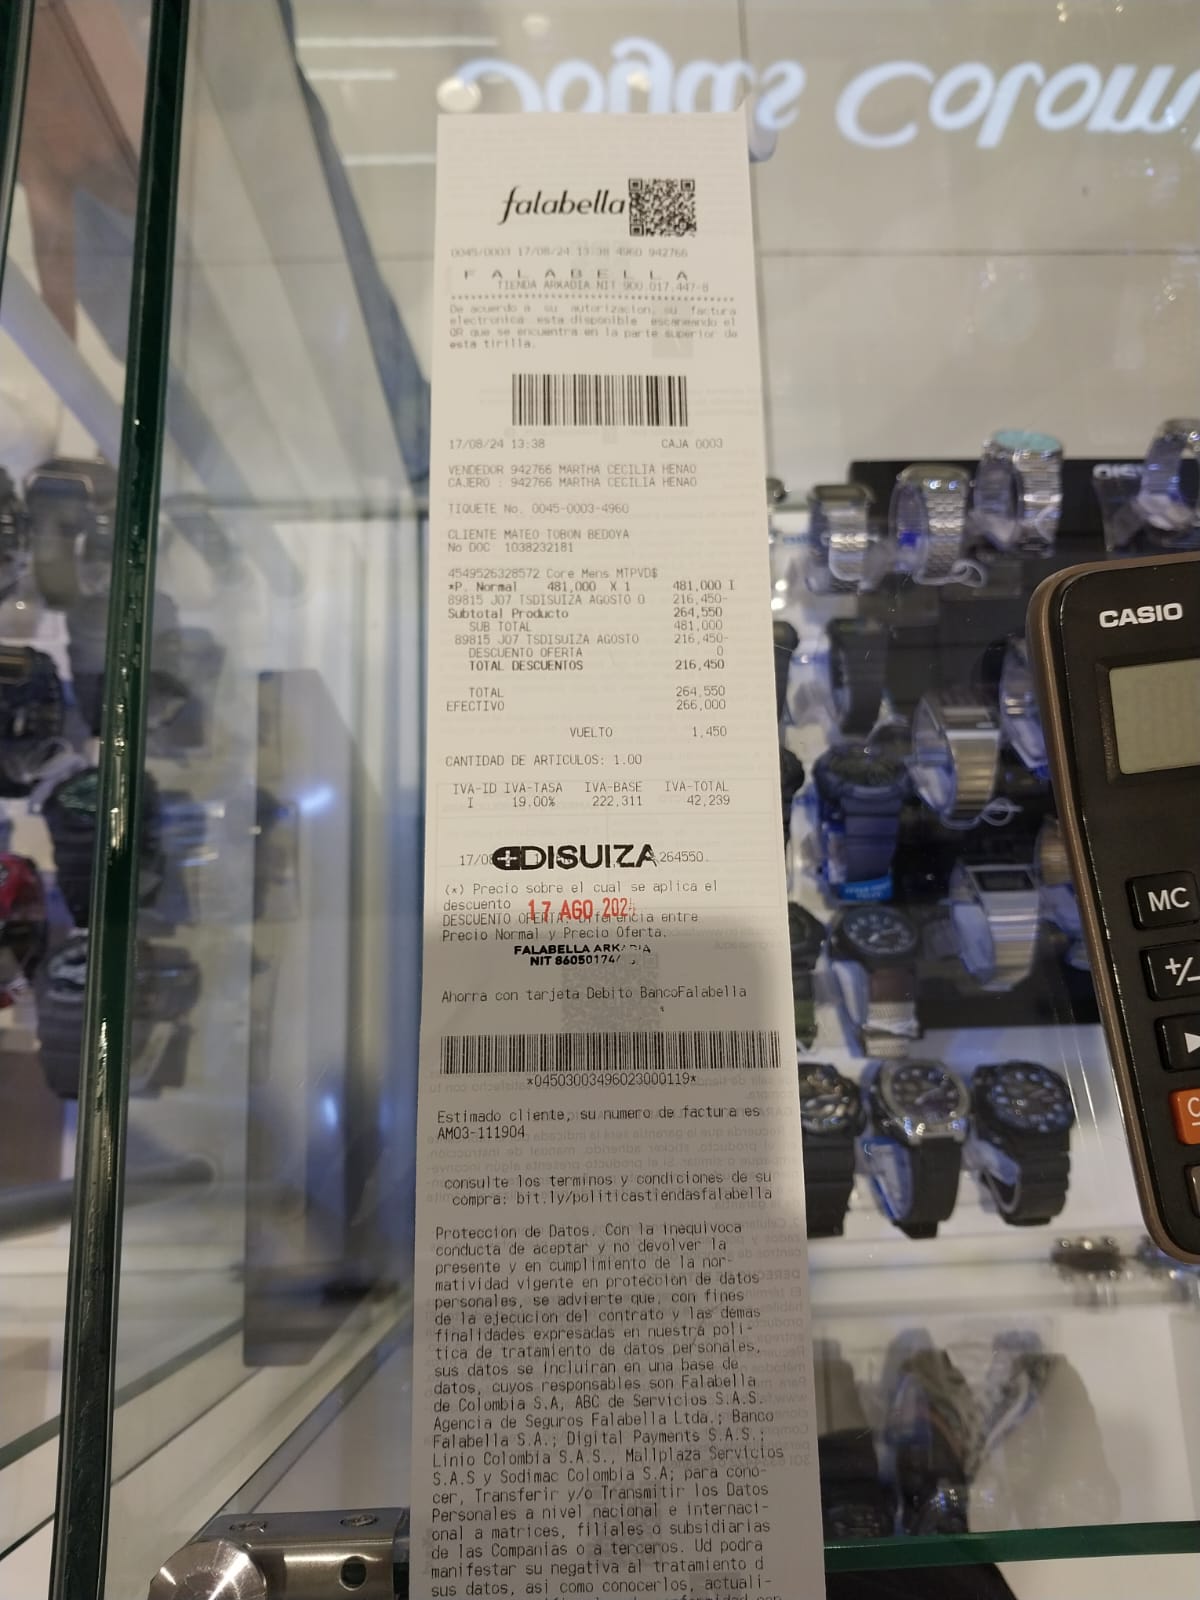 falabella
0045/0003 17/08/24 13:38 4960 942766
F A L A B E L L A
TIENDA ARKADIA NIT 900.017.447-8
De acuerdo a su autorizacion, su factura
electronica esta disponible escaneando el
QR que se encuentra en la parte superior de
esta tirilla.
17/08/24 13:38 CAJA 0003
VENDEDOR 942766 MARTHA CECILIA HENAO
CAJERO : 942766 MARTHA CECILIA HENAO
TIQUETE No. 0045-0003-4960
CLIENTE MATEO TOBON BEDOYA
No DOC 1038232181
4549526328572 Core Mens MTPVD$
*P. Normal 481,000 X 1 481,000 I
89815 J07 TSDISUIZA AGOSTO 0 216,450-
Subtotal Producto 264,550
SUB TOTAL 481,000
89815 J07 TSDISUIZA AGOSTO 216,450-
DESCUENTO OFERTA 0
TOTAL DESCUENTOS 216,450
TOTAL 264,550
EFECTIVO 266,000
VUELTO 1,450
CANTIDAD DE ARTICULOS: 1.00
IVA-ID IVA-TASA IVA-BASE IVA-TOTAL
I 19.00% 222,311 42,239
17/08 DISUIZA 264550.
(*) Precio sobre el cual se aplica el
descuento 17 AGO 202
DESCUENTO OFERTA: Diferencia entre
Precio Normal y Precio Oferta.
FALABELLA ARKADIA
NIT 86050174
Ahorra con tarjeta Debito BancoFalabella
*04503003496023000119*
Estimado cliente, su numero de factura es
AM03-111904
consulte los terminos y condiciones de su
compra: bit.ly/politicastiendasfalabella
Proteccion de Datos. Con la inequivoca
conducta de aceptar y no devolver la
presente y en cumplimiento de la nor-
matividad vigente en proteccion de datos
personales, se advierte que, con fines
de la ejecucion del contrato y las demas
finalidades expresadas en nuestra poli-
tica de tratamiento de datos personales,
sus datos se incluiran en una base de
datos, cuyos responsables son Falabella
de Colombia S.A, ABC de Servicios S.A.S.
Agencia de Seguros Falabella Ltda.; Banco
Falabella S.A.; Digital Payments S.A.S.;
Linio Colombia S.A.S., Mallplaza Servicios
S.A.S y Sodimac Colombia S.A; para cono-
cer, Transferir y/o Transmitir los Datos
Personales a nivel nacional e internaci-
onal a matrices, filiales o subsidiarias
de las Companias o a terceros. Ud podra
manifestar su negativa al tratamiento d
sus datos, asi como conocerlos, actuali-
CASIO
MC
+/-